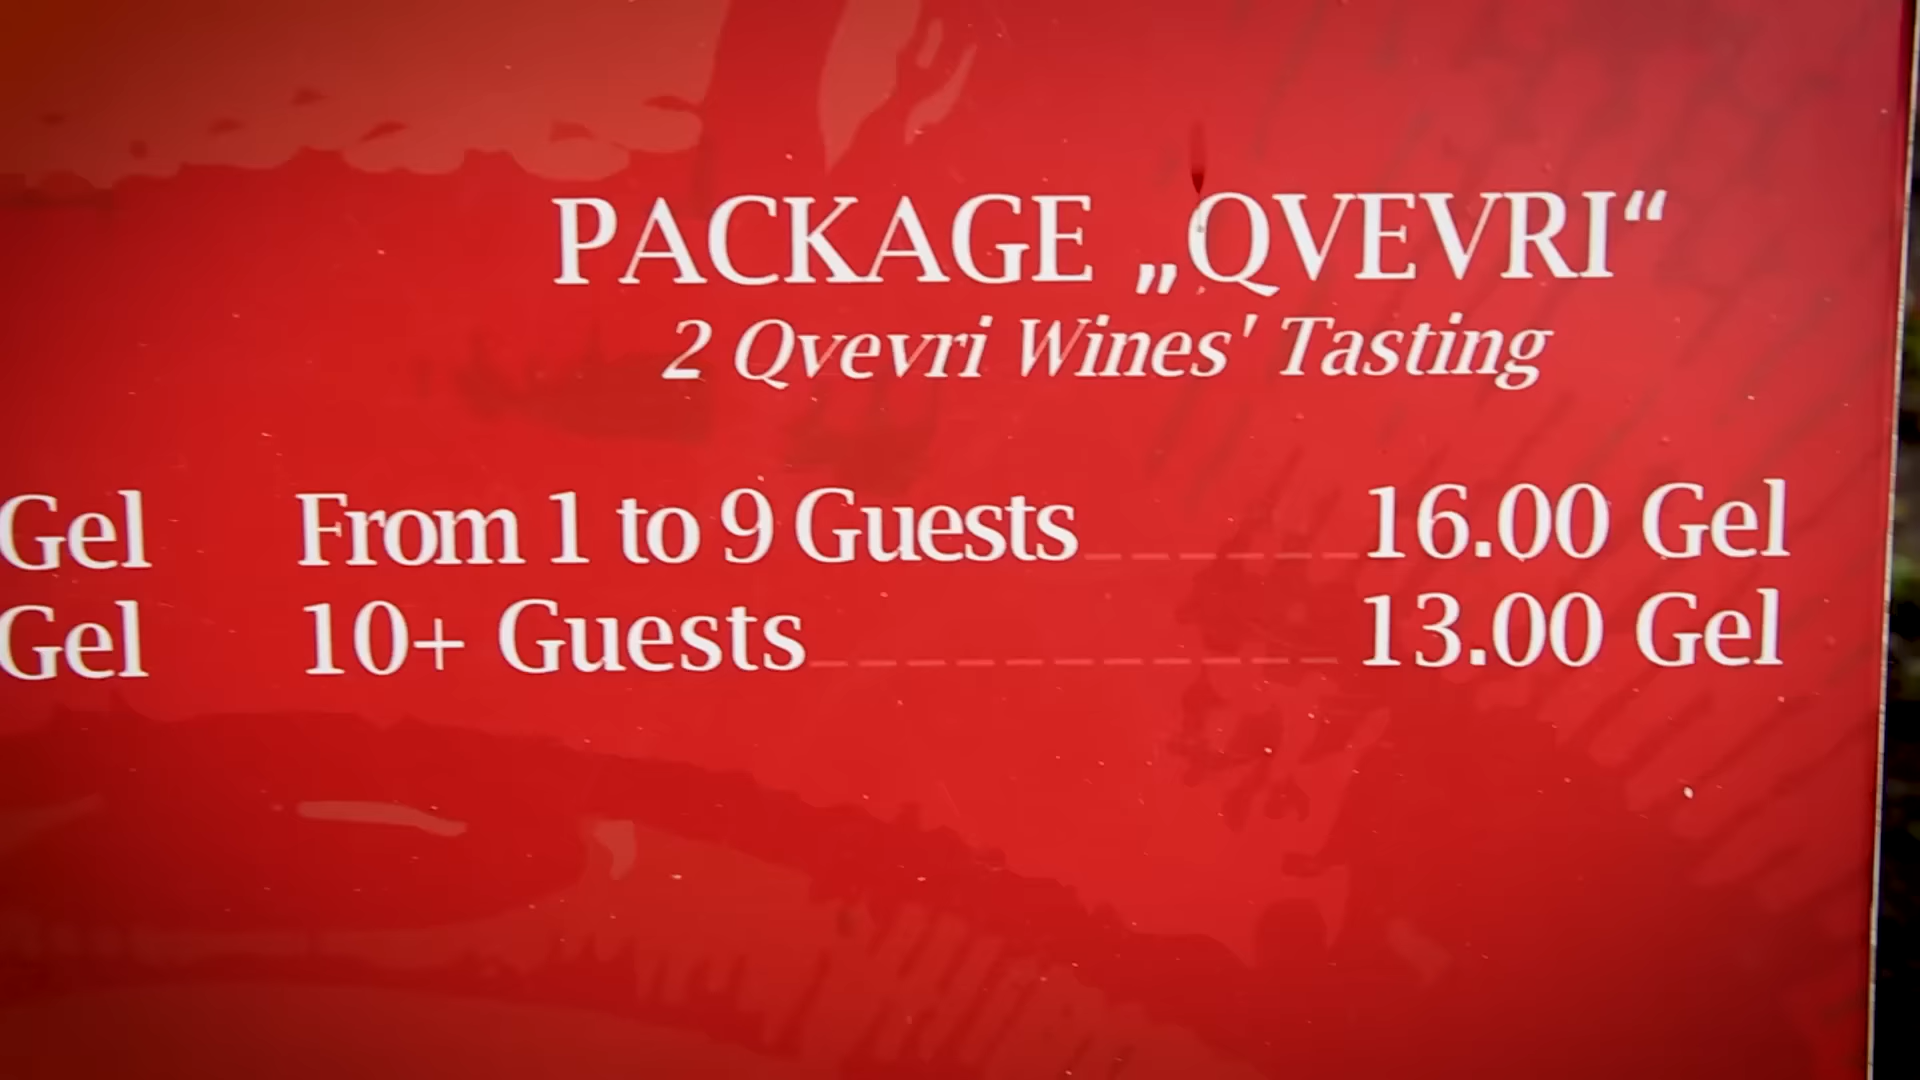 PACKAGE „QVEVRI“
2 Qvevri Wines' Tasting
Gel From 1 to 9 Guests 16.00 Gel
Gel 10+ Guests 13.00 Gel